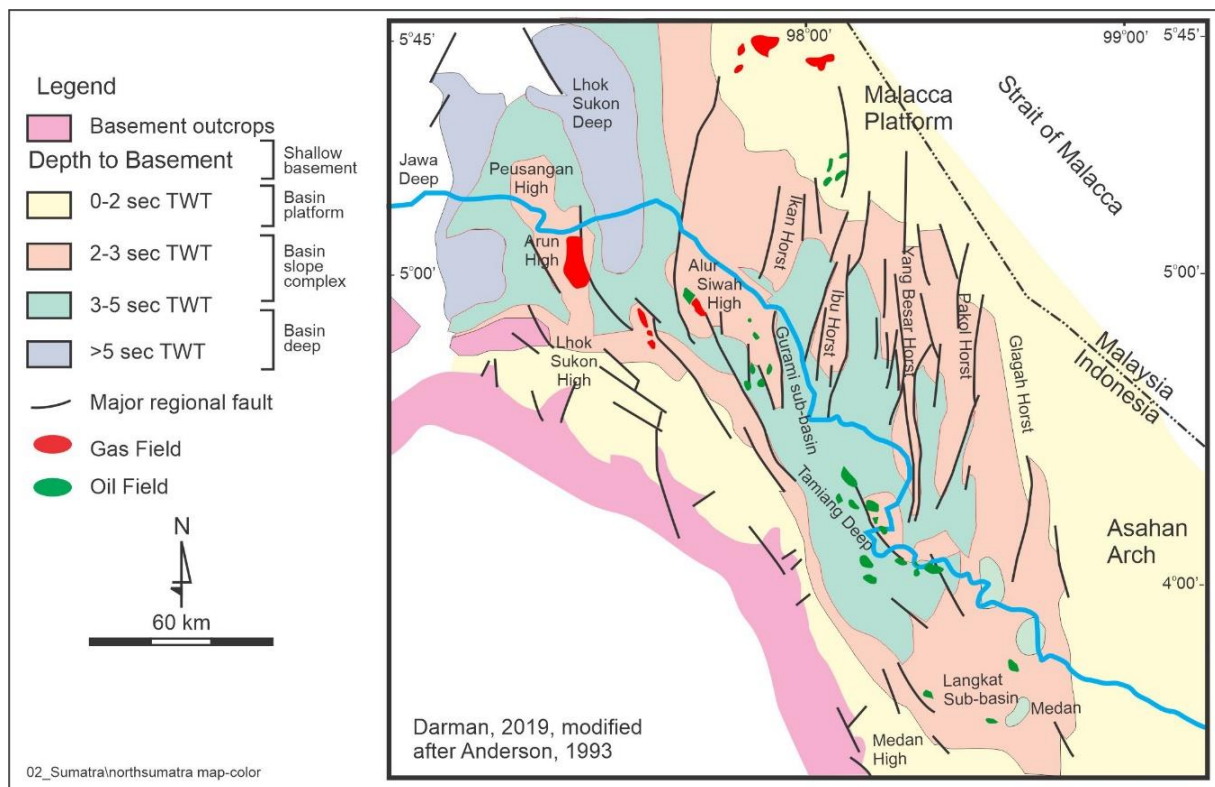 Legend
Basement outcrops
Depth to Basement
Shallow
basement
0-2 sec TWT
Basin
platform
2-3 sec TWT
Basin
slope
complex
3-5 sec TWT
Basin
deep
>5 sec TWT
Major regional fault
Gas Field
Oil Field
N
60 km
02_Sumatra\northsumatra map-color
5°45'
98°00'
99°00'
5°45'
Lhok
Sukon
Deep
Malacca
Platform
Strait of Malacca
Jawa
Deep
Peusangan
High
Ikan Horst
Arun
High
5°00'
Alur
Siwah
High
Ibu Horst
Yang Besar Horst
Pakol Horst
5°00'
Glagah Horst
Malaysia
Indonesia
Lhok
Sukon
High
Gurami sub-basin
Tamiang Deep
Asahan
Arch
4°00'
Langkat
Sub-basin
Medan
Medan
High
Darman, 2019, modified
after Anderson, 1993